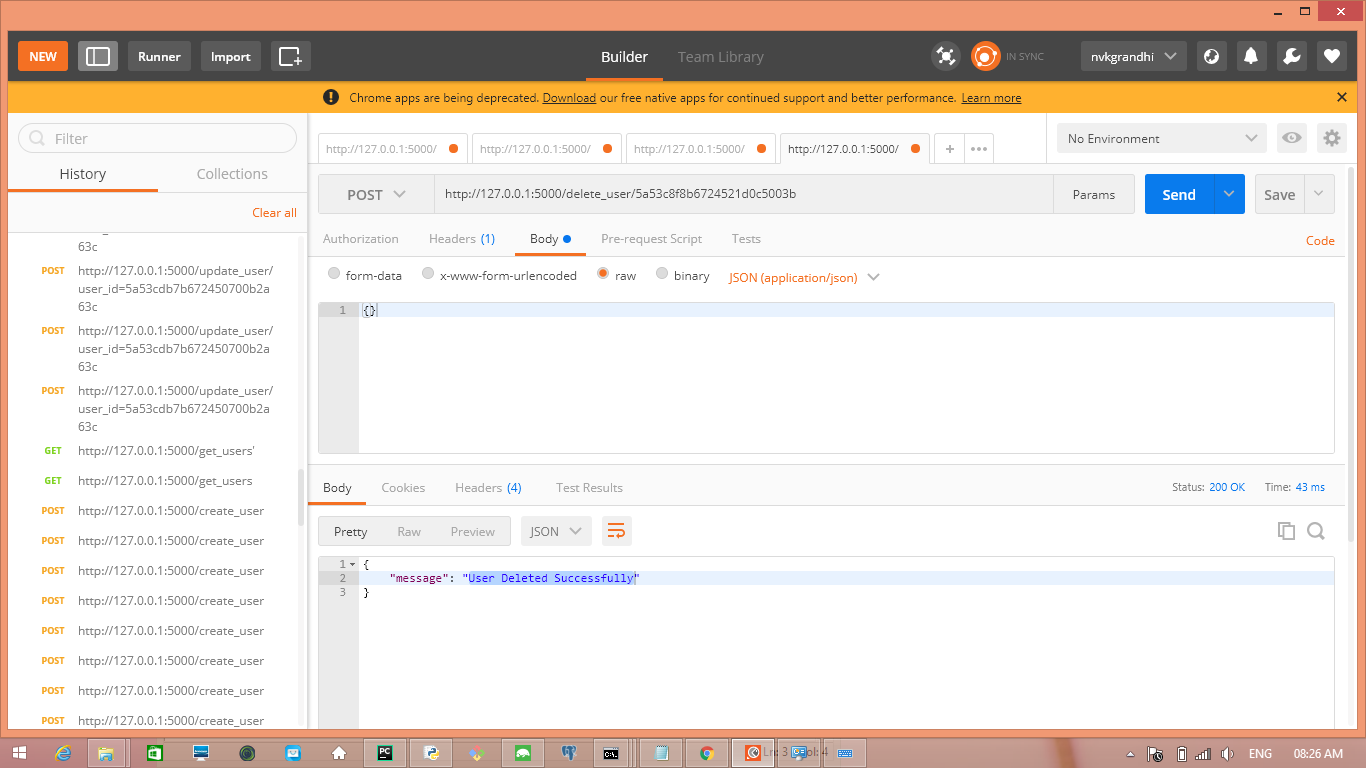 NEW
Runner
Import
Builder
Team Library
IN SYNC
nvkgrandhi
Chrome apps are being deprecated. Download our free native apps for continued support and better performance. Learn more
Filter
History
Collections
Clear all
63c
POST http://127.0.0.1:5000/update_user/
user_id=5a53cdb7b672450700b2a
63c
POST http://127.0.0.1:5000/update_user/
user_id=5a53cdb7b672450700b2a
63c
POST http://127.0.0.1:5000/update_user/
user_id=5a53cdb7b672450700b2a
63c
GET http://127.0.0.1:5000/get_users'
GET http://127.0.0.1:5000/get_users
POST http://127.0.0.1:5000/create_user
POST http://127.0.0.1:5000/create_user
POST http://127.0.0.1:5000/create_user
POST http://127.0.0.1:5000/create_user
POST http://127.0.0.1:5000/create_user
POST http://127.0.0.1:5000/create_user
POST http://127.0.0.1:5000/create_user
POST http://127.0.0.1:5000/create_user
http://127.0.0.1:5000/
http://127.0.0.1:5000/
http://127.0.0.1:5000/
http://127.0.0.1:5000/
No Environment
POST
http://127.0.0.1:5000/delete_user/5a53c8f8b6724521d0c5003b
Params
Send
Save
Authorization
Headers (1)
Body
Pre-request Script
Tests
Code
form-data
x-www-form-urlencoded
raw
binary
JSON (application/json)
1 {}
Body
Cookies
Headers (4)
Test Results
Status: 200 OK
Time: 43 ms
Pretty
Raw
Preview
JSON
1 {
2 "message": "User Deleted Successfully"
3 }
PC
ENG
08:26 AM